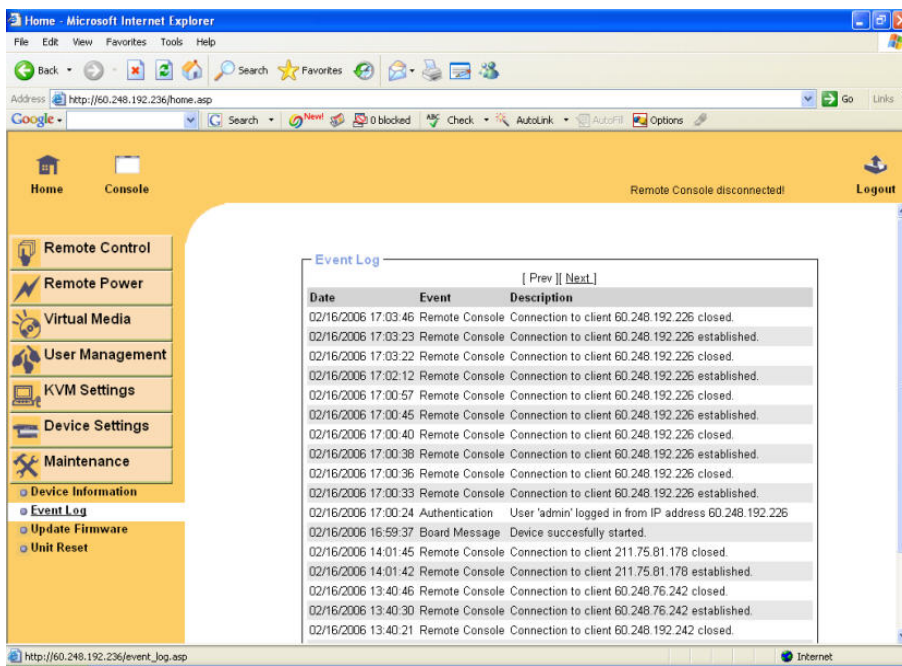 Home - Microsoft Internet Explorer
File Edit View Favorites Tools Help
Back Search Favorites
Address http://60.248.192.236/home.asp Go Links
Google Search New! 0 blocked ABC Check AutoLink AutoFill Options
Home Console Remote Console disconnected! Logout
Remote Control
Remote Power
Virtual Media
User Management
KVM Settings
Device Settings
Maintenance
Device Information
Event Log
Update Firmware
Unit Reset
Event Log
[ Prev ][ Next ]
Date Event Description
02/16/2006 17:03:46 Remote Console Connection to client 60.248.192.226 closed.
02/16/2006 17:03:23 Remote Console Connection to client 60.248.192.226 established.
02/16/2006 17:03:22 Remote Console Connection to client 60.248.192.226 closed.
02/16/2006 17:02:12 Remote Console Connection to client 60.248.192.226 established.
02/16/2006 17:00:57 Remote Console Connection to client 60.248.192.226 closed.
02/16/2006 17:00:45 Remote Console Connection to client 60.248.192.226 established.
02/16/2006 17:00:40 Remote Console Connection to client 60.248.192.226 closed.
02/16/2006 17:00:38 Remote Console Connection to client 60.248.192.226 established.
02/16/2006 17:00:36 Remote Console Connection to client 60.248.192.226 closed.
02/16/2006 17:00:33 Remote Console Connection to client 60.248.192.226 established.
02/16/2006 17:00:24 Authentication User 'admin' logged in from IP address 60.248.192.226
02/16/2006 16:59:37 Board Message Device succesfully started.
02/16/2006 14:01:45 Remote Console Connection to client 211.75.81.178 closed.
02/16/2006 14:01:42 Remote Console Connection to client 211.75.81.178 established.
02/16/2006 13:40:46 Remote Console Connection to client 60.248.76.242 closed.
02/16/2006 13:40:30 Remote Console Connection to client 60.248.76.242 established.
02/16/2006 13:40:21 Remote Console Connection to client 60.248.192.242 closed.
http://60.248.192.236/event_log.asp Internet